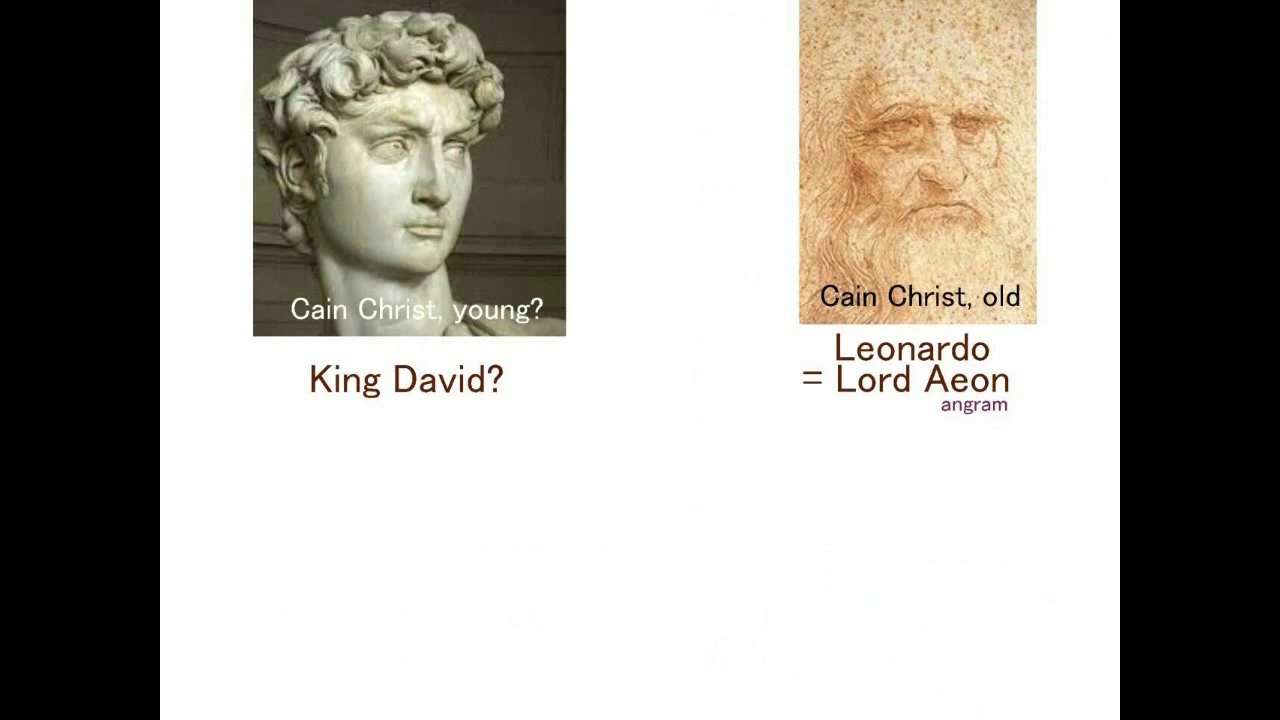 Cain Christ, young?
King David?
Cain Christ, old
Leonardo
= Lord Aeon
angram